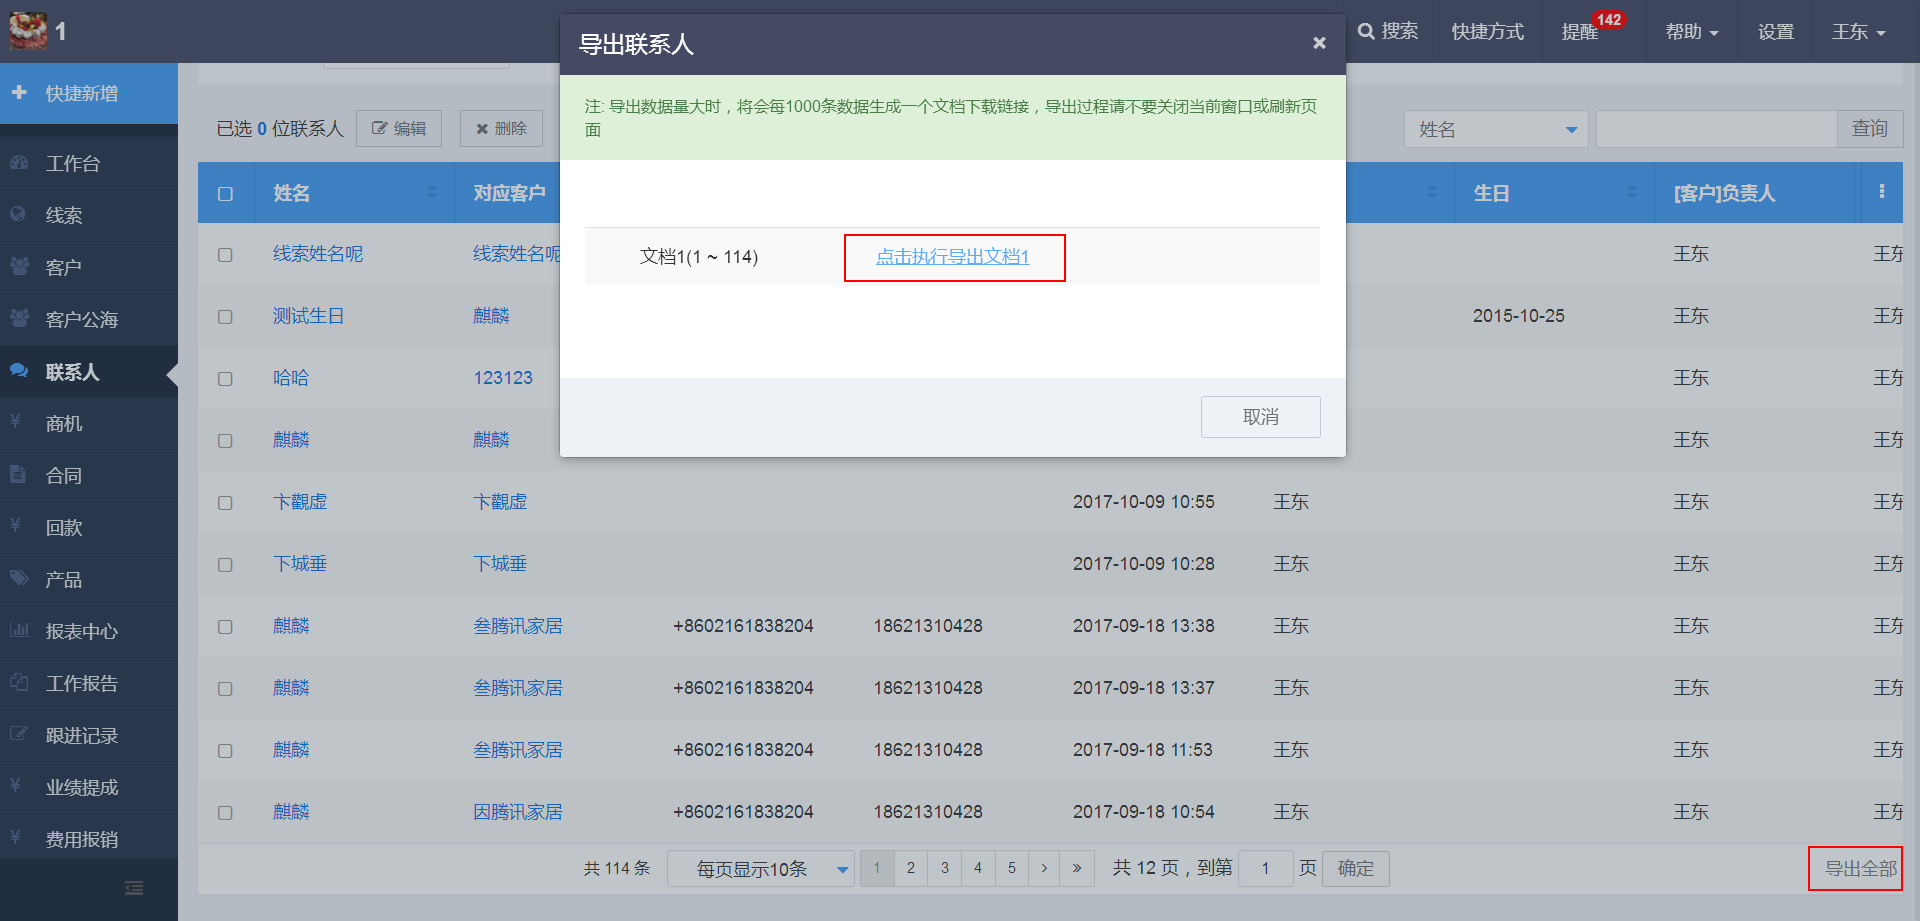 1
搜索
快捷方式
提醒
142
帮助
设置
王东
快捷新增
工作台
线索
客户
客户公海
联系人
商机
合同
回款
产品
报表中心
工作报告
跟进记录
业绩提成
费用报销
导出联系人
注: 导出数据量大时，将会每1000条数据生成一个文档下载链接，导出过程请不要关闭当前窗口或刷新页
面
文档1(1 ~ 114)
点击执行导出文档1
取消
已选 0 位联系人
编辑
删除
姓名
查询
姓名 对应客户 生日 [客户]负责人
线索姓名呢 线索姓名呢 王东 王东
测试生日 麒麟 2015-10-25 王东 王东
哈哈 123123 王东 王东
麒麟 麒麟 王东 王东
卞觀虚 卞觀虚 2017-10-09 10:55 王东 王东 王东
下城垂 下城垂 2017-10-09 10:28 王东 王东 王东
麒麟 叁腾讯家居 +8602161838204 18621310428 2017-09-18 13:38 王东 王东 王东
麒麟 叁腾讯家居 +8602161838204 18621310428 2017-09-18 13:37 王东 王东 王东
麒麟 叁腾讯家居 +8602161838204 18621310428 2017-09-18 11:53 王东 王东 王东
麒麟 因腾讯家居 +8602161838204 18621310428 2017-09-18 10:54 王东 王东 王东
共 114 条 每页显示10条 1 2 3 4 5 › » 共 12 页，到第 1 页 确定
导出全部